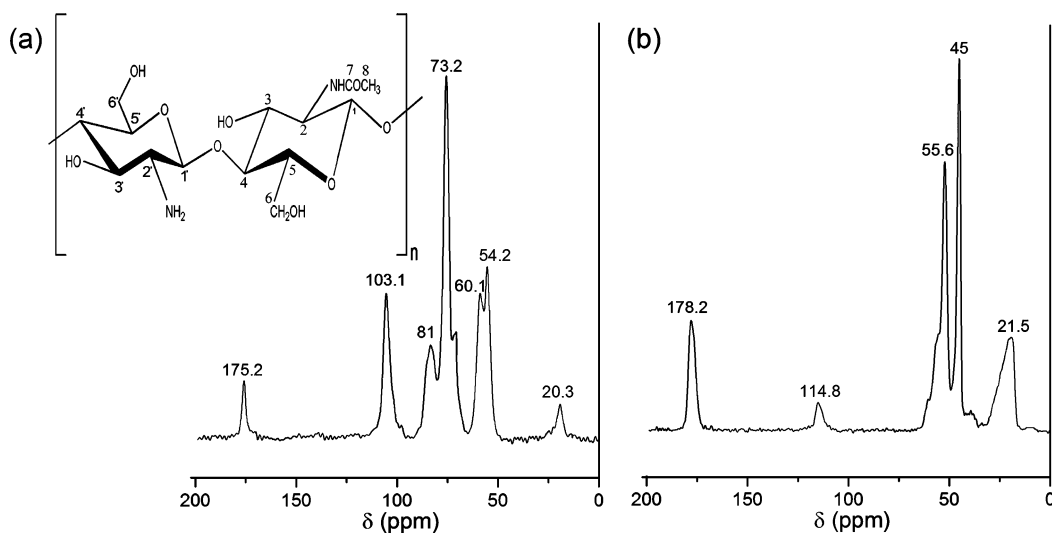 (a)
OH
6'
4'
5'
O
HO
3'
2'
1'
NH₂
O
HO
3
7 8
NHCOCH₃
2
1
O
4
5
O
6
CH₂OH
n
175.2
103.1
81
73.2
60.1
54.2
20.3
200 150 100 50 0
δ (ppm)
(b)
178.2
114.8
55.6
45
21.5
200 150 100 50 0
δ (ppm)